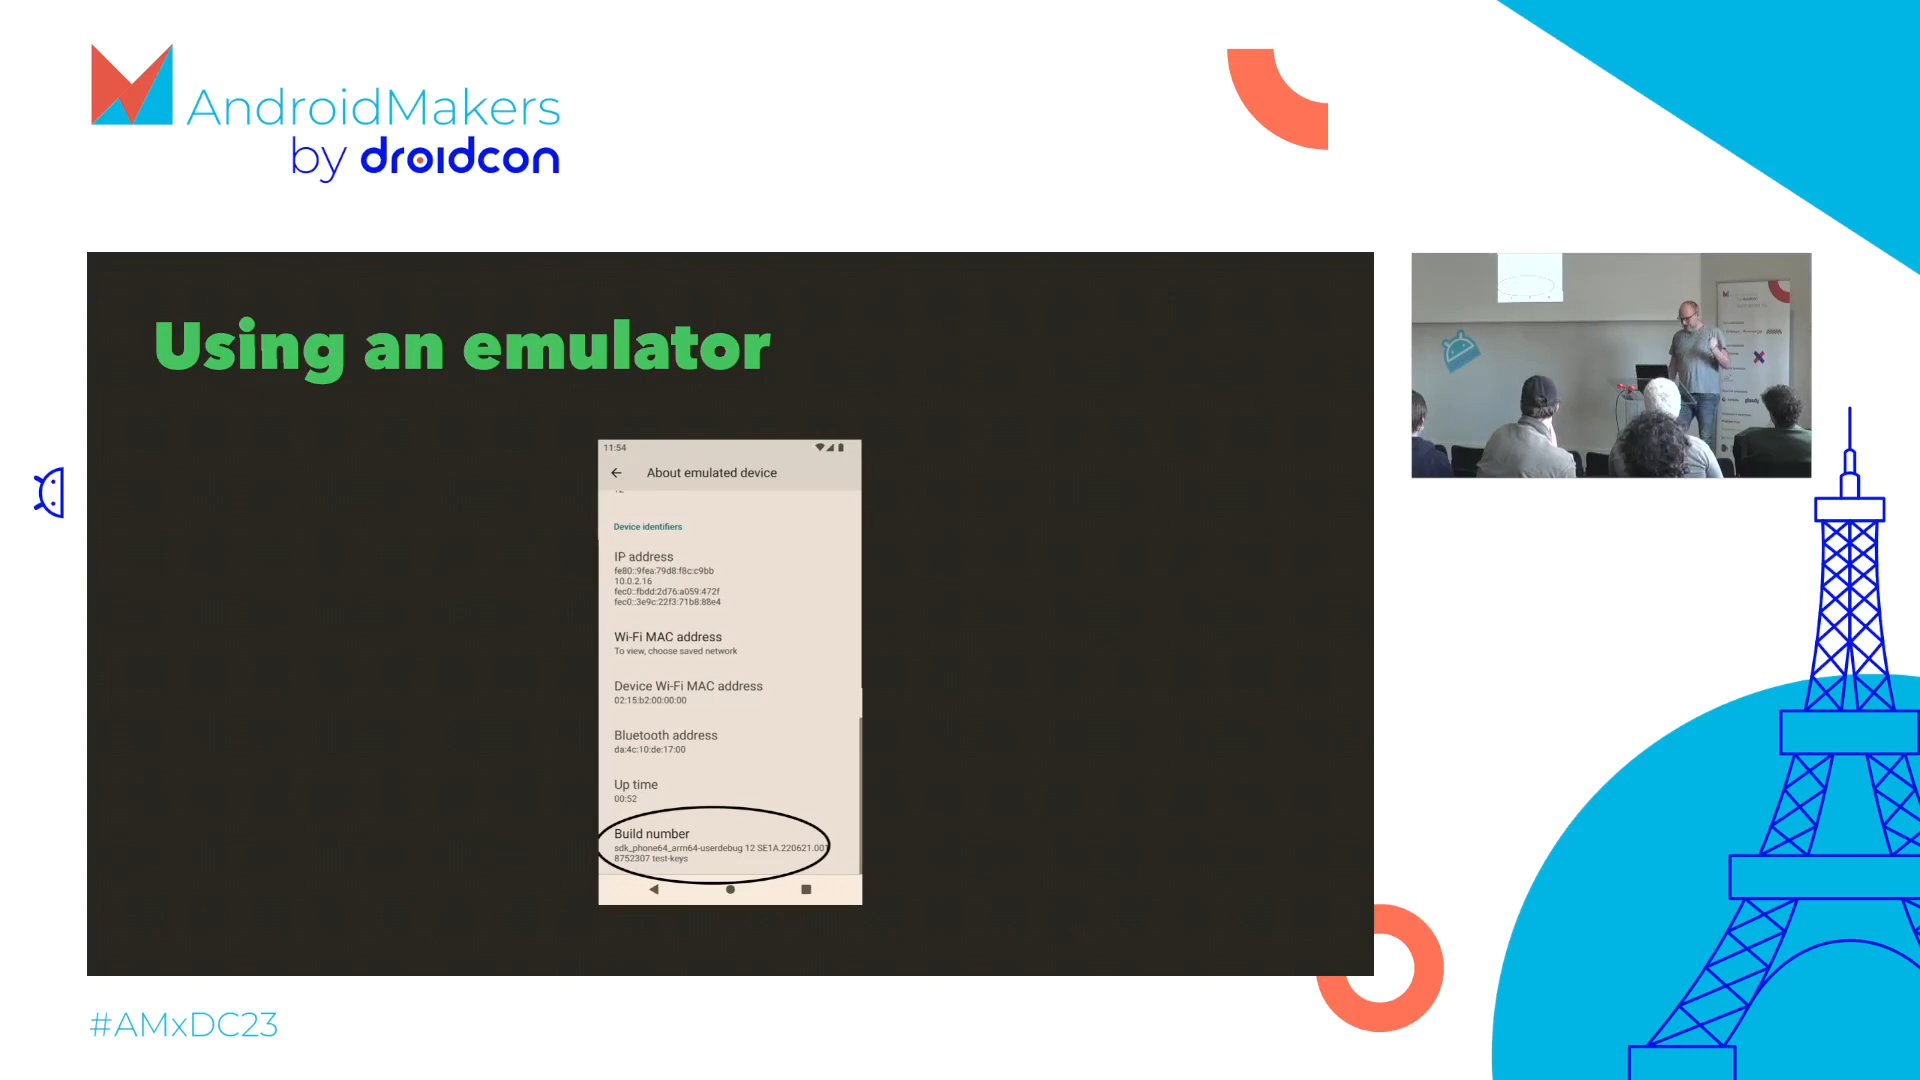 AndroidMakers
by droidcon
Using an emulator
11:54
About emulated device
12
Device identifiers
IP address
fe80::9fea:79d8:f8c:c9bb
10.0.2.16
fec0::fbdd:2d76:a059:472f
fec0::3e9c:22f3:71b8:88e4
Wi-Fi MAC address
To view, choose saved network
Device Wi-Fi MAC address
02:15:b2:00:00:00
Bluetooth address
da:4c:10:de:17:00
Up time
00:52
Build number
sdk_phone64_arm64-userdebug 12 SE1A.220621.001
8752307 test-keys
#AMxDC23